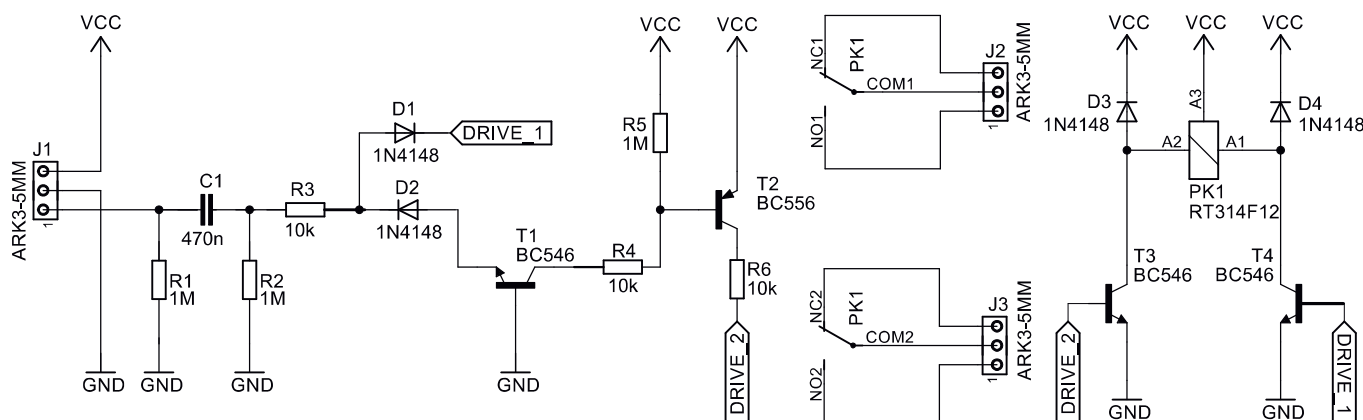 VCC
J1
ARK3-5MM
1
GND
R1
1M
GND
C1
470n
R2
1M
GND
R3
10k
D1
1N4148
DRIVE_1
D2
1N4148
T1
BC546
GND
R4
10k
VCC
R5
1M
VCC
T2
BC556
R6
10k
DRIVE_2
NC1
PK1
COM1
NO1
J2
ARK3-5MM
1
NC2
PK1
COM2
NO2
J3
ARK3-5MM
1
VCC
D3
1N4148
VCC
A3
A2
A1
PK1
RT314F12
VCC
D4
1N4148
T3
BC546
DRIVE_2
GND
T4
BC546
DRIVE_1
GND